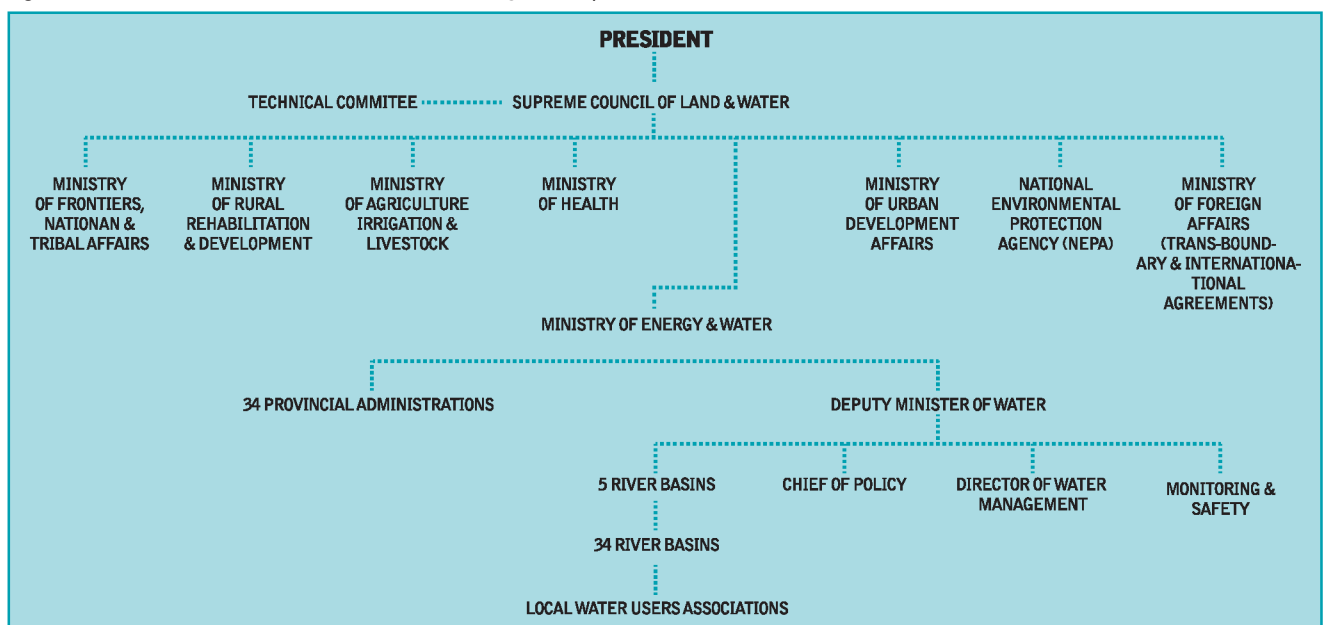 PRESIDENT
TECHNICAL COMMITEE
SUPREME COUNCIL OF LAND & WATER
MINISTRY
OF FRONTIERS,
NATIONAN &
TRIBAL AFFAIRS
MINISTRY
OF RURAL
REHABILITATION
& DEVELOPMENT
MINISTRY
OF AGRICULTURE
IRRIGATION &
LIVESTOCK
MINISTRY
OF HEALTH
MINISTRY
OF URBAN
DEVELOPMENT
AFFAIRS
NATIONAL
ENVIRONMENTAL
PROTECTION
AGENCY (NEPA)
MINISTRY
OF FOREIGN
AFFAIRS
(TRANS-BOUND-
ARY & INTERNATIONA-
TIONAL
AGREEMENTS)
MINISTRY OF ENERGY & WATER
34 PROVINCIAL ADMINISTRATIONS
DEPUTY MINISTER OF WATER
5 RIVER BASINS
CHIEF OF POLICY
DIRECTOR OF WATER
MANAGEMENT
MONITORING &
SAFETY
34 RIVER BASINS
LOCAL WATER USERS ASSOCIATIONS